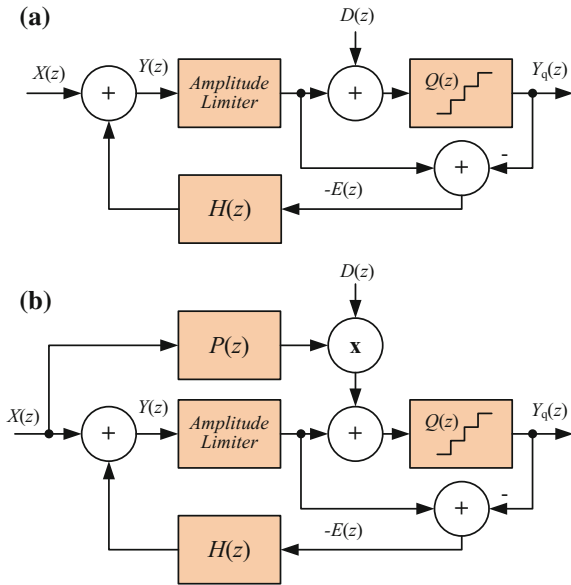 (a)
D(z)
X(z)
Y(z)
Amplitude
Limiter
Q(z)
Yq(z)
+
+
-
+
-E(z)
H(z)
(b)
D(z)
P(z)
x
X(z)
Y(z)
Amplitude
Limiter
Q(z)
Yq(z)
+
+
-
+
-E(z)
H(z)